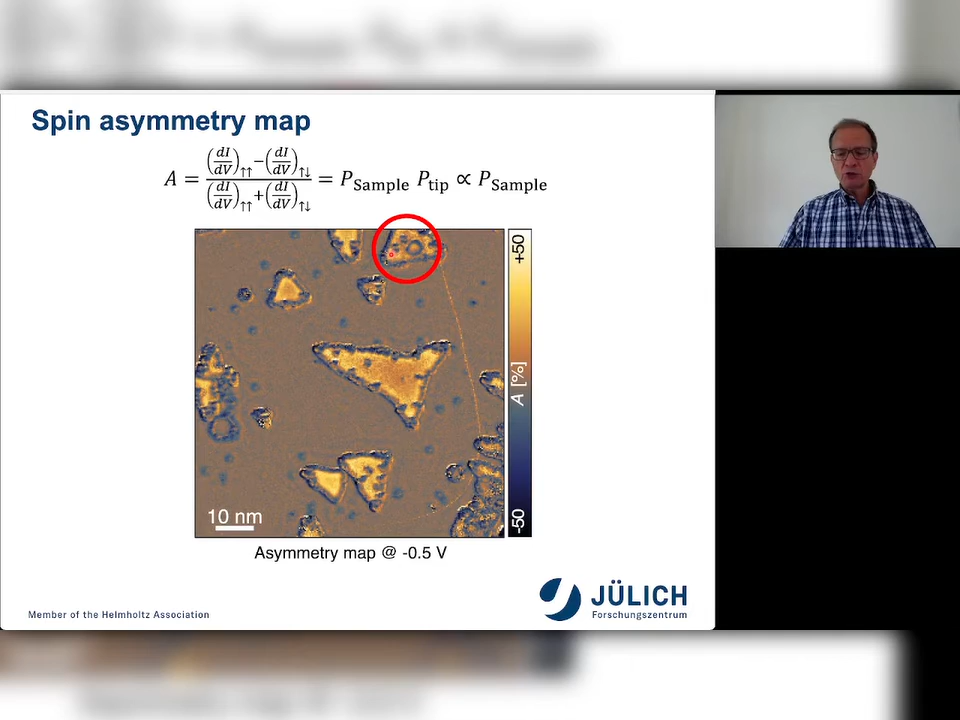 Spin asymmetry map
A = ((dI/dV)↑↑ − (dI/dV)↑↓) / ((dI/dV)↑↑ + (dI/dV)↑↓) = P_Sample P_tip ∝ P_Sample
+50
A [%]
-50
10 nm
Asymmetry map @ -0.5 V
JÜLICH
Forschungszentrum
Member of the Helmholtz Association